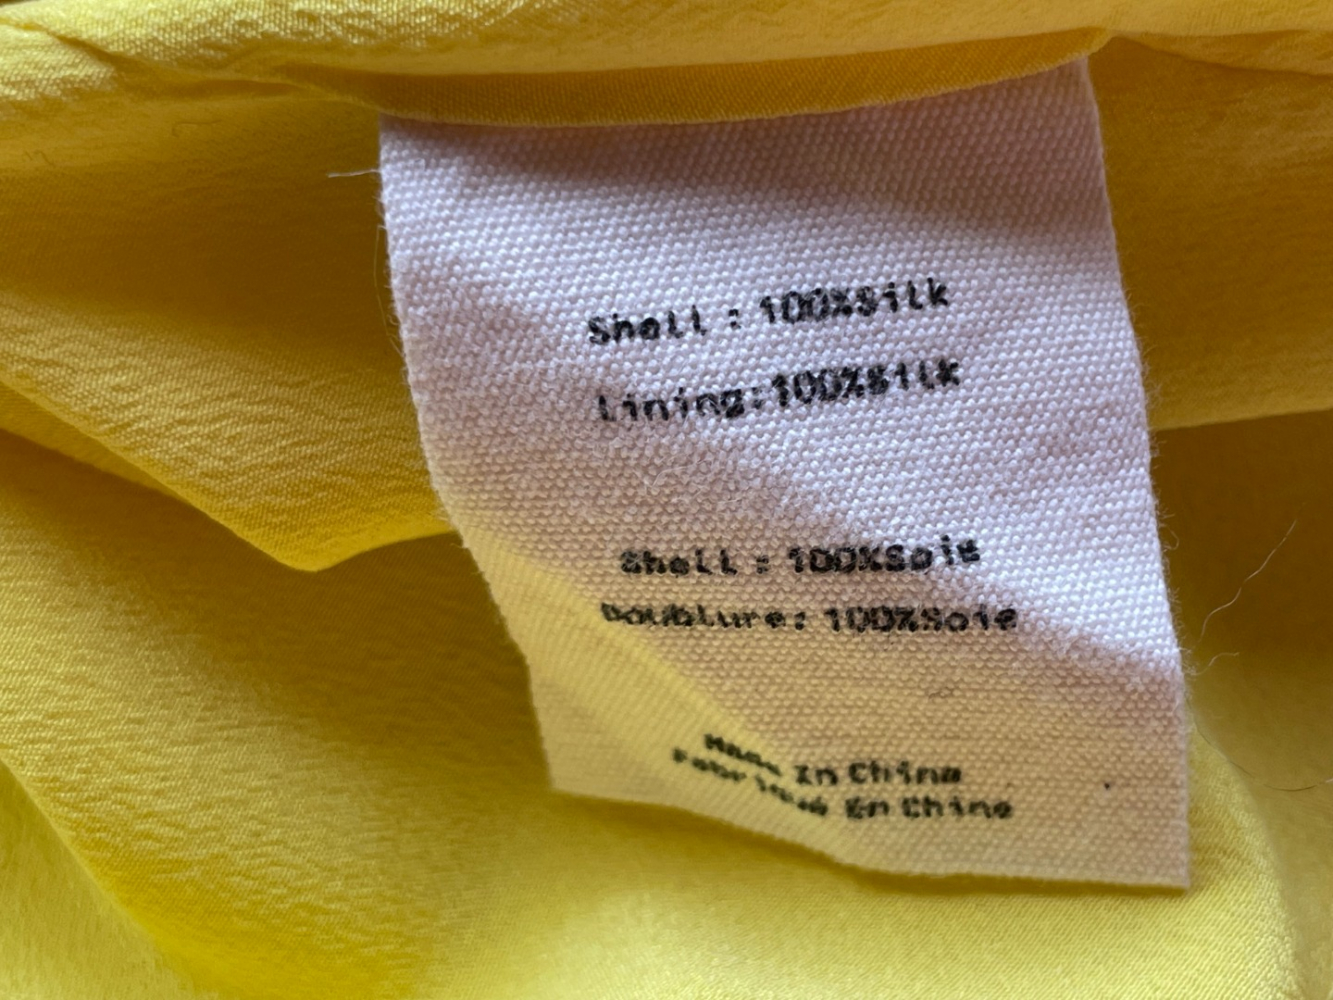 Shell : 100%Silk
Lining:100%Silk
Shell : 100%Soie
Doublure: 100%Soie
Made In China
Fabriqué En Chine